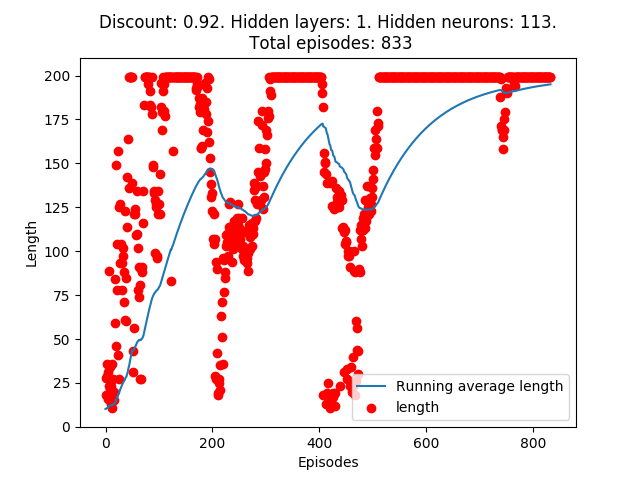 Discount: 0.92. Hidden layers: 1. Hidden neurons: 113.
Total episodes: 833
200
175
150
125
100
75
50
25
0
Length
0 200 400 600 800
Episodes
Running average length
length